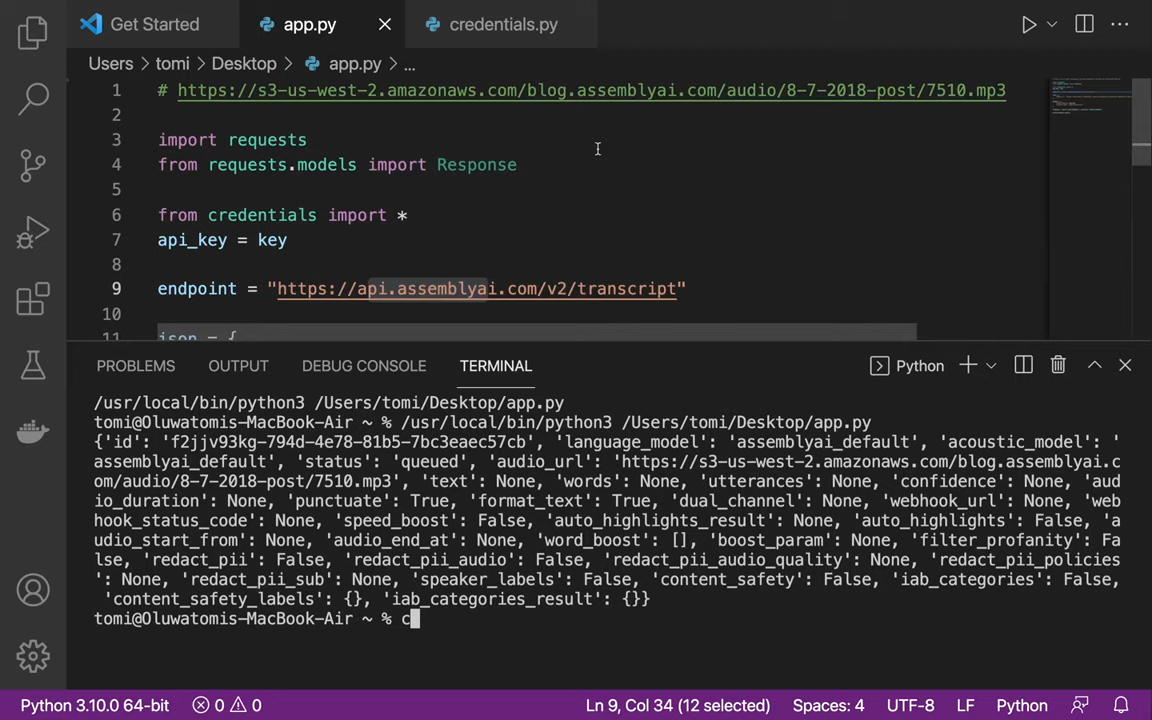 Get Started
app.py
credentials.py
Users > tomi > Desktop > app.py > ...
1 # https://s3-us-west-2.amazonaws.com/blog.assemblyai.com/audio/8-7-2018-post/7510.mp3
2
3 import requests
4 from requests.models import Response
5
6 from credentials import *
7 api_key = key
8
9 endpoint = "https://api.assemblyai.com/v2/transcript"
10
11 json = {
PROBLEMS OUTPUT DEBUG CONSOLE TERMINAL Python
/usr/local/bin/python3 /Users/tomi/Desktop/app.py
tomi@Oluwatomis-MacBook-Air ~ % /usr/local/bin/python3 /Users/tomi/Desktop/app.py
{'id': 'f2jjv93kg-794d-4e78-81b5-7bc3eaec57cb', 'language_model': 'assemblyai_default', 'acoustic_model': '
assemblyai_default', 'status': 'queued', 'audio_url': 'https://s3-us-west-2.amazonaws.com/blog.assemblyai.c
om/audio/8-7-2018-post/7510.mp3', 'text': None, 'words': None, 'utterances': None, 'confidence': None, 'aud
io_duration': None, 'punctuate': True, 'format_text': True, 'dual_channel': None, 'webhook_url': None, 'web
hook_status_code': None, 'speed_boost': False, 'auto_highlights_result': None, 'auto_highlights': False, 'a
udio_start_from': None, 'audio_end_at': None, 'word_boost': [], 'boost_param': None, 'filter_profanity': Fa
lse, 'redact_pii': False, 'redact_pii_audio': False, 'redact_pii_audio_quality': None, 'redact_pii_policies
': None, 'redact_pii_sub': None, 'speaker_labels': False, 'content_safety': False, 'iab_categories': False,
'content_safety_labels': {}, 'iab_categories_result': {}}
tomi@Oluwatomis-MacBook-Air ~ % c
Python 3.10.0 64-bit 0 0 Ln 9, Col 34 (12 selected) Spaces: 4 UTF-8 LF Python